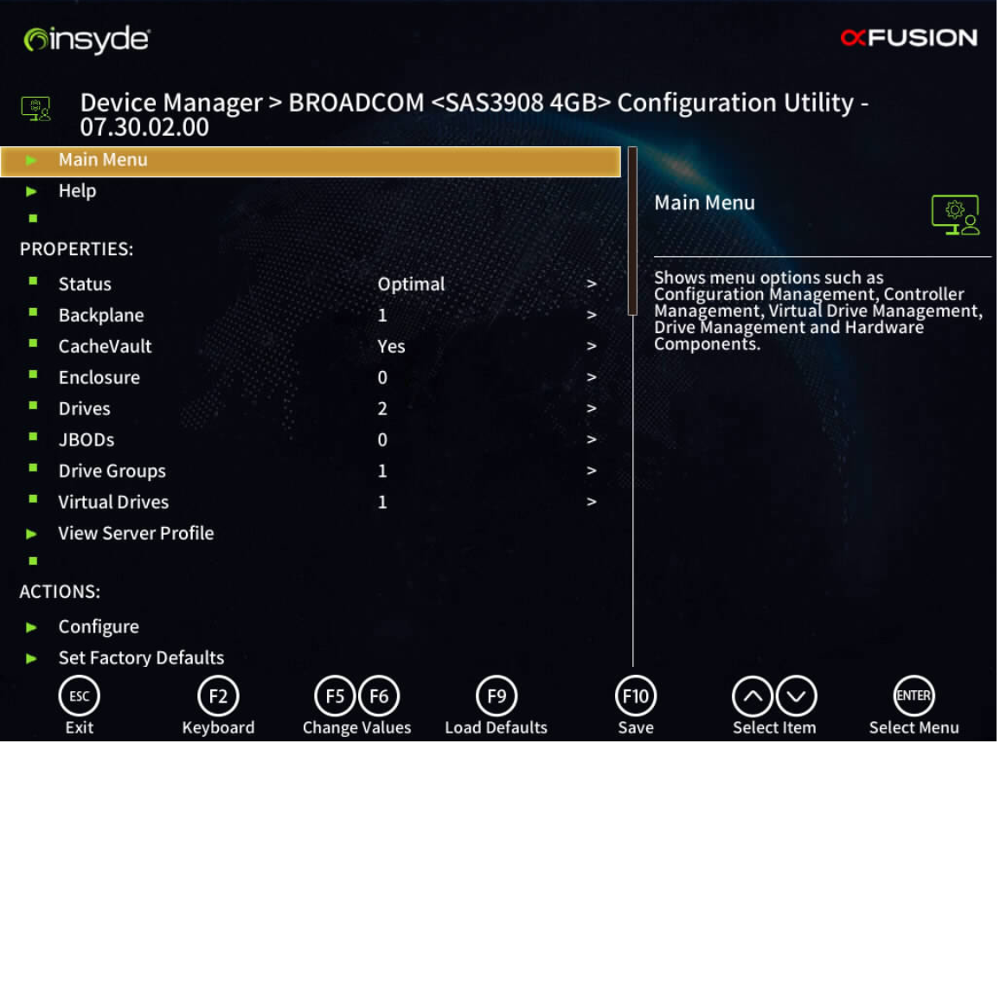 insyde
FUSION
Device Manager > BROADCOM <SAS3908 4GB> Configuration Utility -
07.30.02.00
Main Menu
Help
PROPERTIES:
Status Optimal >
Backplane 1 >
CacheVault Yes >
Enclosure 0 >
Drives 2 >
JBODs 0 >
Drive Groups 1 >
Virtual Drives 1 >
View Server Profile
ACTIONS:
Configure
Set Factory Defaults
Main Menu
Shows menu options such as
Configuration Management, Controller
Management, Virtual Drive Management,
Drive Management and Hardware
Components.
ESC F2 F5 F6 F9 F10 ENTER
Exit Keyboard Change Values Load Defaults Save Select Item Select Menu